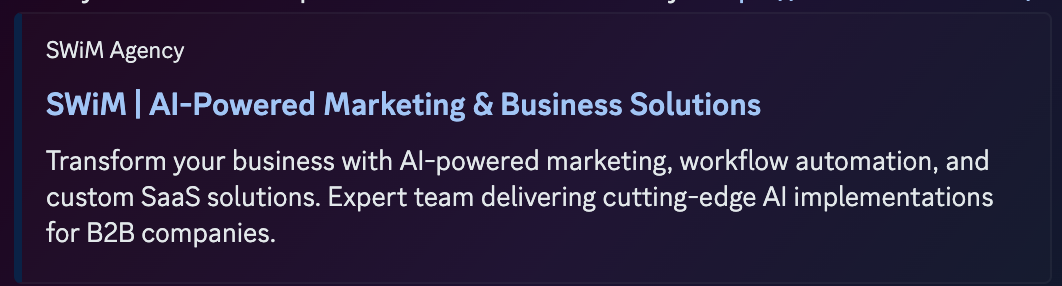 SWiM Agency
SWiM | AI-Powered Marketing & Business Solutions
Transform your business with AI-powered marketing, workflow automation, and
custom SaaS solutions. Expert team delivering cutting-edge AI implementations
for B2B companies.